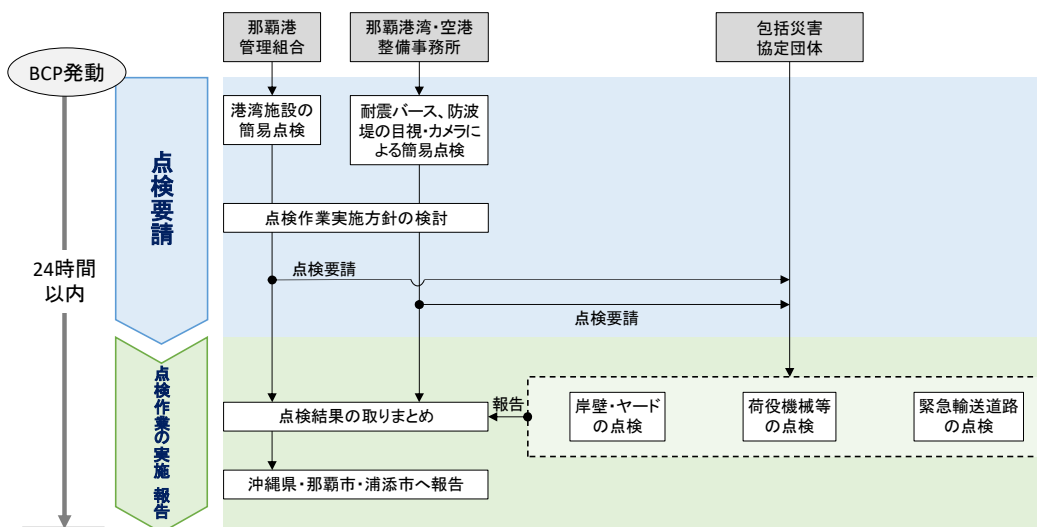 那覇港
管理組合
那覇港湾・空港
整備事務所
包括災害
協定団体
BCP発動
港湾施設の
簡易点検
耐震バース、防波
堤の目視・カメラに
よる簡易点検
点検要請
点検作業実施方針の検討
24時間
以内
点検要請
点検要請
点検作業の実施 報告
点検結果の取りまとめ
報告
岸壁・ヤード
の点検
荷役機械等
の点検
緊急輸送道路
の点検
沖縄県・那覇市・浦添市へ報告